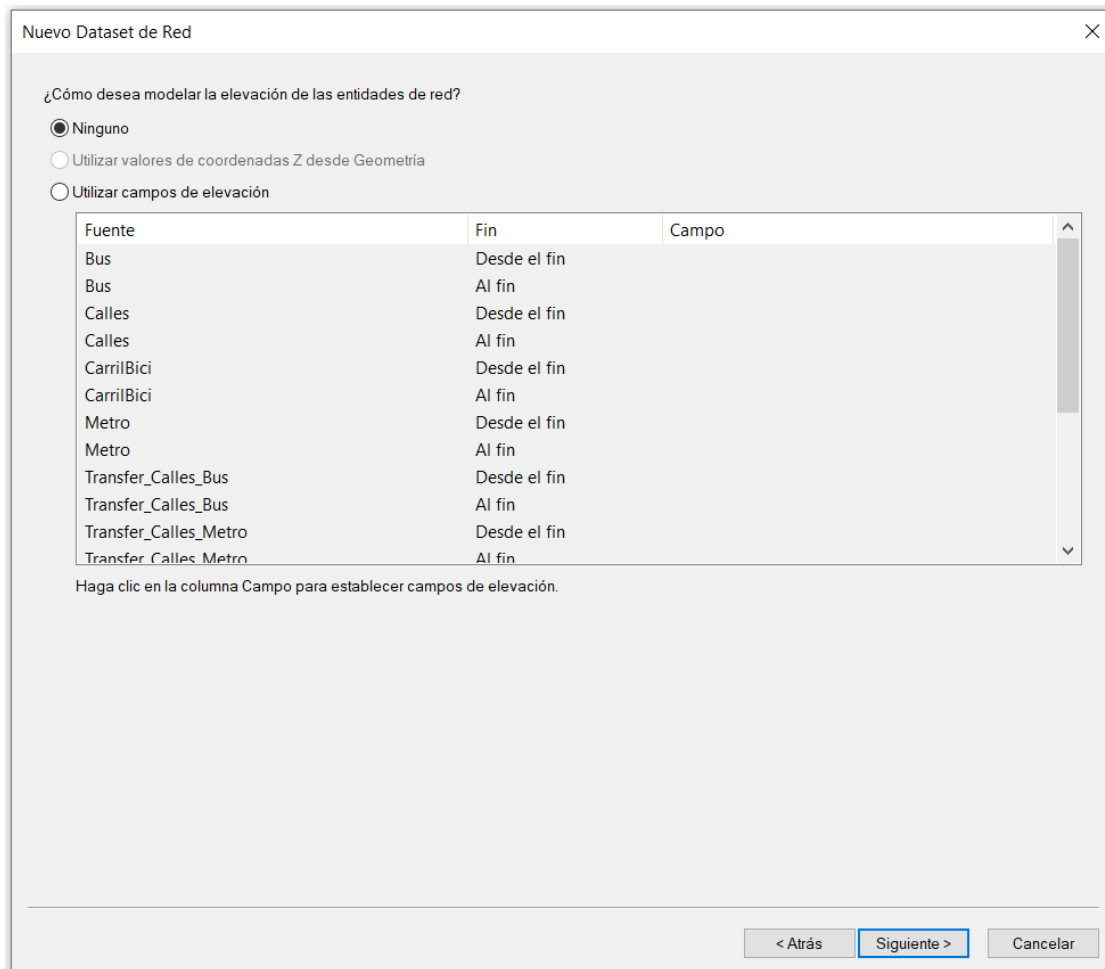 Nuevo Dataset de Red
¿Cómo desea modelar la elevación de las entidades de red?
Ninguno
Utilizar valores de coordenadas Z desde Geometría
Utilizar campos de elevación
Fuente Fin Campo
Bus Desde el fin
Bus Al fin
Calles Desde el fin
Calles Al fin
CarrilBici Desde el fin
CarrilBici Al fin
Metro Desde el fin
Metro Al fin
Transfer_Calles_Bus Desde el fin
Transfer_Calles_Bus Al fin
Transfer_Calles_Metro Desde el fin
Transfer_Calles_Metro Al fin
Haga clic en la columna Campo para establecer campos de elevación.
< Atrás Siguiente > Cancelar